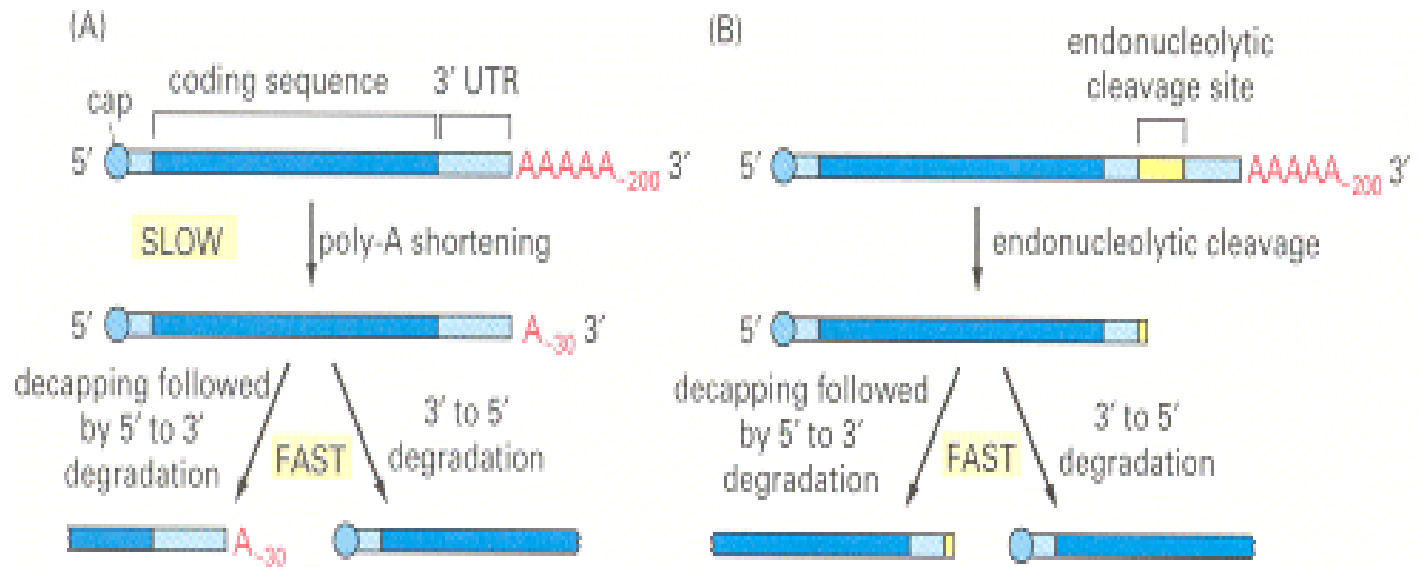 (A)
coding sequence
3' UTR
cap
5'
AAAAA~200 3'
SLOW
poly-A shortening
5'
A~30 3'
decapping followed
by 5' to 3'
degradation
FAST
3' to 5'
degradation
A~30
(B)
endonucleolytic
cleavage site
5'
AAAAA~200 3'
endonucleolytic cleavage
5'
decapping followed
by 5' to 3'
degradation
FAST
3' to 5'
degradation